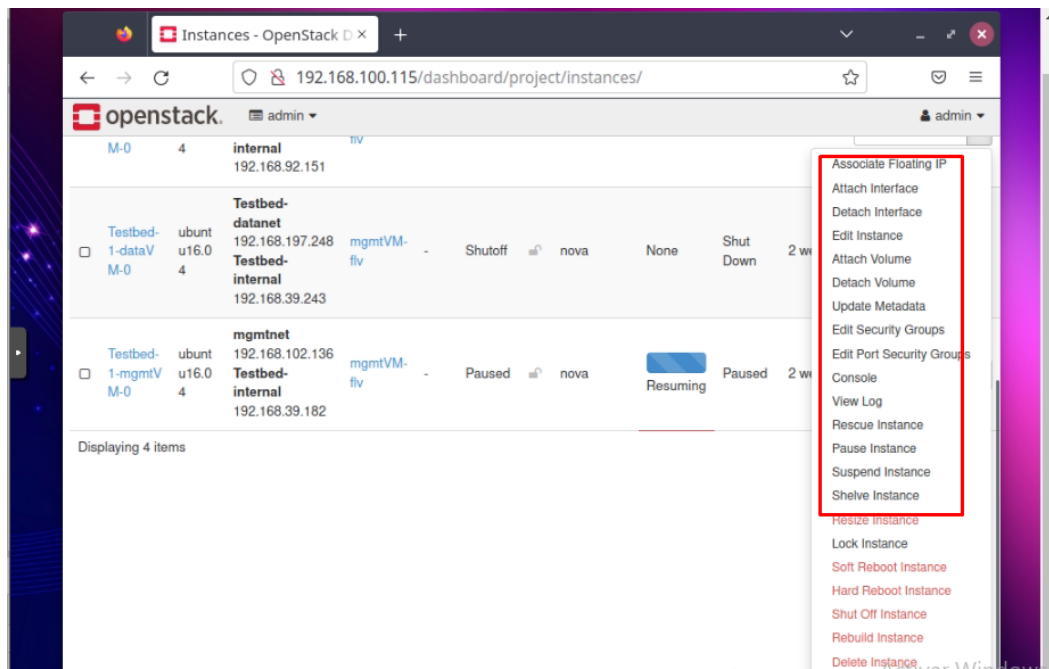 Instances - OpenStack D
192.168.100.115/dashboard/project/instances/
openstack.
admin
admin
M-0
4
internal
192.168.92.151
flv
Testbed-
1-dataV
M-0
ubunt
u16.0
4
Testbed-
datanet
192.168.197.248
Testbed-
internal
192.168.39.243
mgmtVM-
flv
-
Shutoff
nova
None
Shut
Down
2 we
Testbed-
1-mgmtV
M-0
ubunt
u16.0
4
mgmtnet
192.168.102.136
Testbed-
internal
192.168.39.182
mgmtVM-
flv
-
Paused
nova
Resuming
Paused
2 we
Displaying 4 items
Associate Floating IP
Attach Interface
Detach Interface
Edit Instance
Attach Volume
Detach Volume
Update Metadata
Edit Security Groups
Edit Port Security Groups
Console
View Log
Rescue Instance
Pause Instance
Suspend Instance
Shelve Instance
Resize Instance
Lock Instance
Soft Reboot Instance
Hard Reboot Instance
Shut Off Instance
Rebuild Instance
Delete Instance